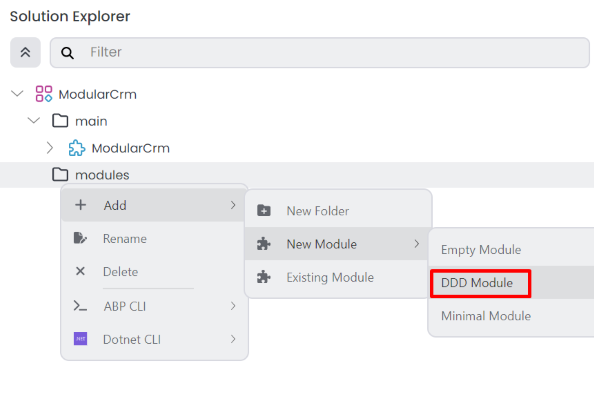 Solution Explorer
Filter
ModularCrm
main
ModularCrm
modules
Add
Rename
Delete
ABP CLI
Dotnet CLI
New Folder
New Module
Existing Module
Empty Module
DDD Module
Minimal Module